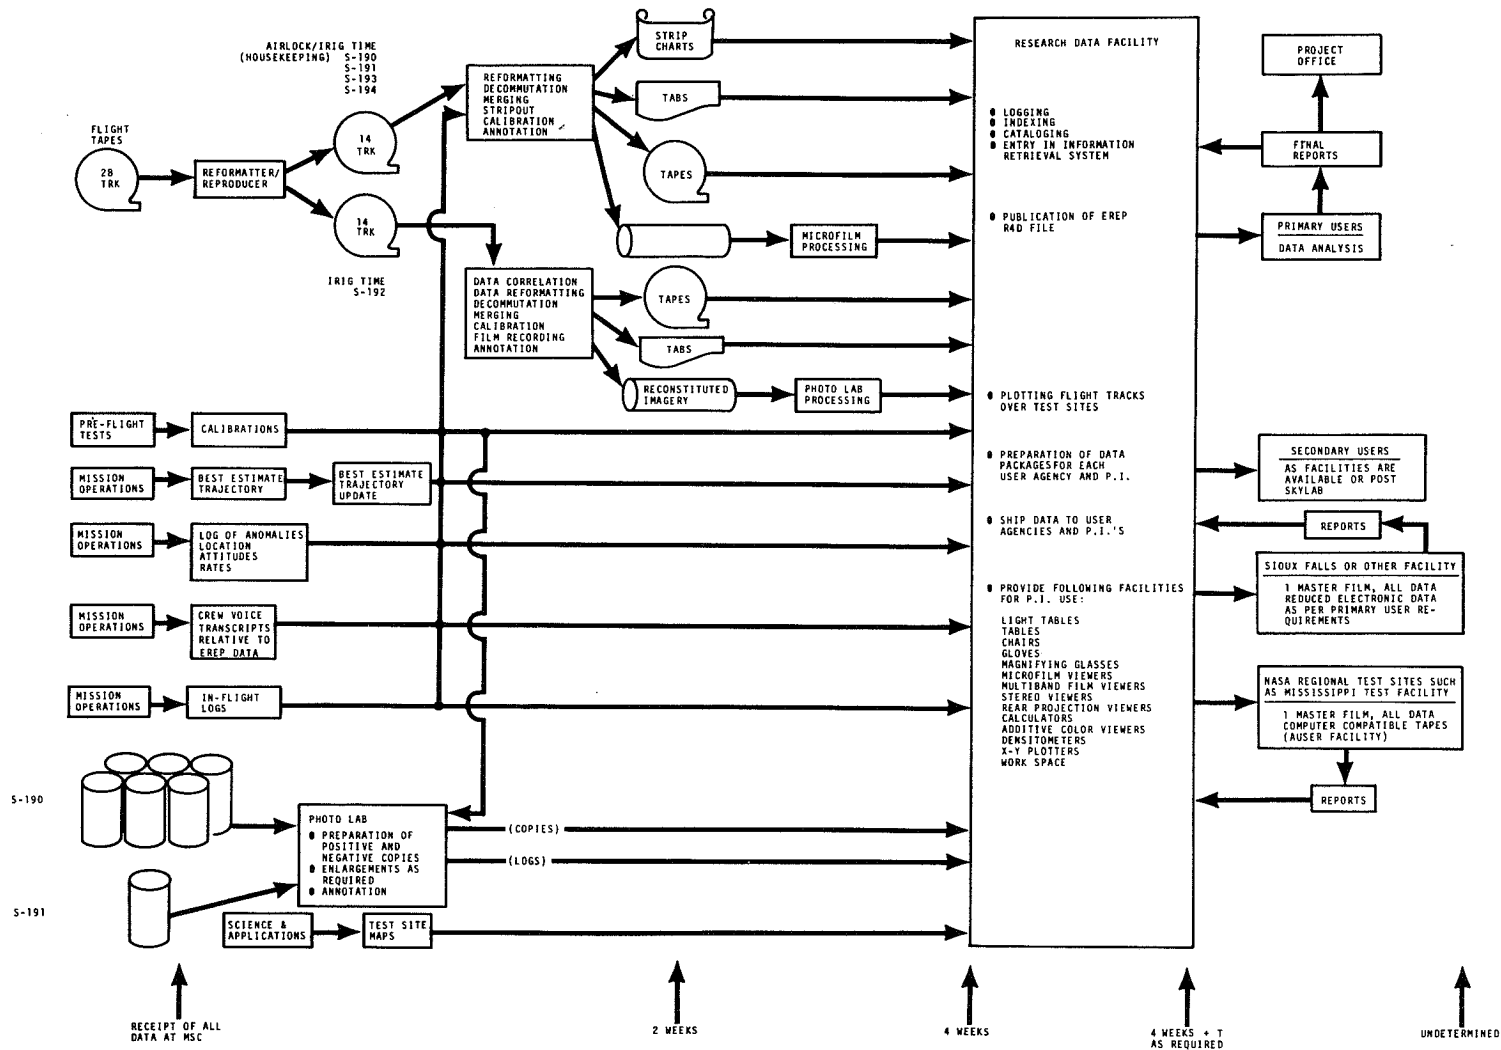 AIRLOCK/IRIG TIME
(HOUSEKEEPING) S-190
S-191
S-193
S-194
FLIGHT
TAPES
28
TRK
REFORMATTER/
REPRODUCER
14
TRK
14
TRK
IRIG TIME
S-192
REFORMATTING
DECOMMUTATION
MERGING
STRIPOUT
CALIBRATION
ANNOTATION
STRIP
CHARTS
TABS
TAPES
MICROFILM
PROCESSING
DATA CORRELATION
DATA REFORMATTING
DECOMMUTATION
MERGING
CALIBRATION
FILM RECORDING
ANNOTATION
TAPES
TABS
RECONSTITUTED
IMAGERY
PHOTO LAB
PROCESSING
PRE-FLIGHT
TESTS
CALIBRATIONS
MISSION
OPERATIONS
BEST ESTIMATE
TRAJECTORY
BEST ESTIMATE
TRAJECTORY
UPDATE
MISSION
OPERATIONS
LOG OF ANOMALIES
LOCATION
ATTITUDES
RATES
MISSION
OPERATIONS
CREW VOICE
TRANSCRIPTS
RELATIVE TO
EREP DATA
MISSION
OPERATIONS
IN-FLIGHT
LOGS
S-190
S-191
PHOTO LAB
PREPARATION OF
POSITIVE AND
NEGATIVE COPIES
ENLARGEMENTS AS
REQUIRED
ANNOTATION
(COPIES)
(LOGS)
SCIENCE &
APPLICATIONS
TEST SITE
MAPS
RESEARCH DATA FACILITY
LOGGING
INDEXING
CATALOGING
ENTRY IN INFORMATION
RETRIEVAL SYSTEM
PUBLICATION OF EREP
R4D FILE
PLOTTING FLIGHT TRACKS
OVER TEST SITES
PREPARATION OF DATA
PACKAGES FOR EACH
USER AGENCY AND P.I.
SHIP DATA TO USER
AGENCIES AND P.I.'S
PROVIDE FOLLOWING FACILITIES
FOR P.I. USE:
LIGHT TABLES
TABLES
CHAIRS
GLOVES
MAGNIFYING GLASSES
MICROFILM VIEWERS
MULTIBAND FILM VIEWERS
STEREO VIEWERS
REAR PROJECTION VIEWERS
CALCULATORS
ADDITIVE COLOR VIEWERS
DENSITOMETERS
X-Y PLOTTERS
WORK SPACE
PROJECT
OFFICE
FINAL
REPORTS
PRIMARY USERS
DATA ANALYSIS
SECONDARY USERS
AS FACILITIES ARE
AVAILABLE OR POST
SKYLAB
REPORTS
SIOUX FALLS OR OTHER FACILITY
1 MASTER FILM, ALL DATA
REDUCED ELECTRONIC DATA
AS PER PRIMARY USER RE-
QUIREMENTS
NASA REGIONAL TEST SITES SUCH
AS MISSISSIPPI TEST FACILITY
1 MASTER FILM, ALL DATA
COMPUTER COMPATIBLE TAPES
(AUSER FACILITY)
REPORTS
RECEIPT OF ALL
DATA AT MSC
2 WEEKS
4 WEEKS
4 WEEKS + T
AS REQUIRED
UNDETERMINED